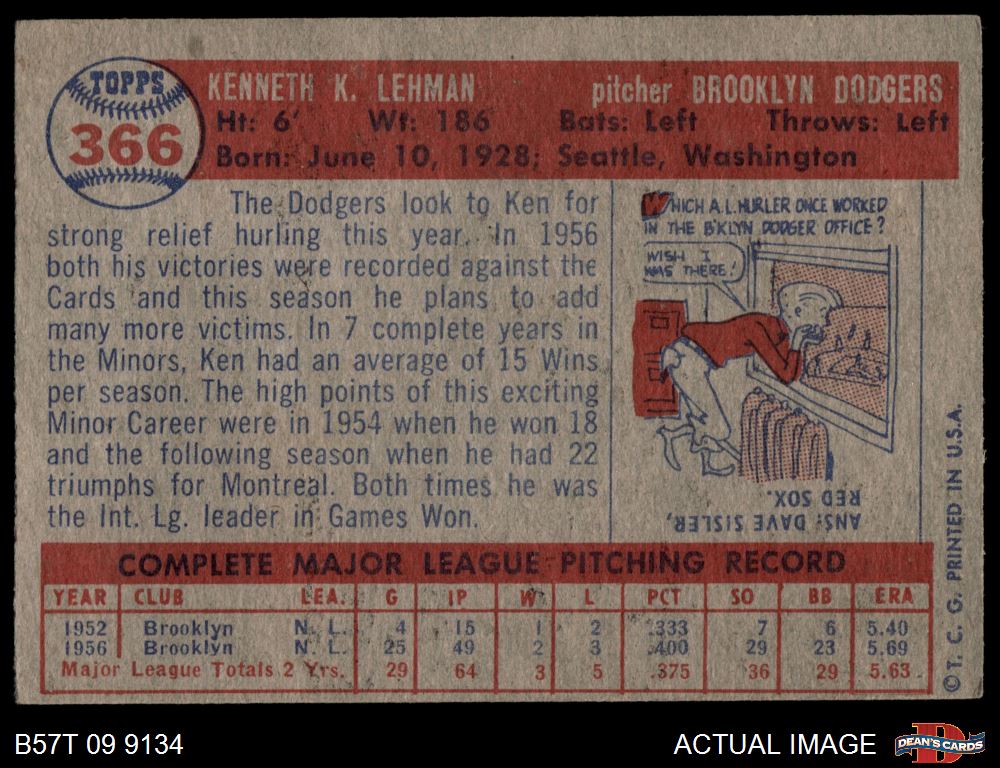 TOPPS
366
KENNETH K. LEHMAN pitcher BROOKLYN DODGERS
Ht: 6' Wt: 186 Bats: Left Throws: Left
Born: June 10, 1928; Seattle, Washington
The Dodgers look to Ken for
strong relief hurling this year. In 1956
both his victories were recorded against the
Cards and this season he plans to add
many more victims. In 7 complete years in
the Minors, Ken had an average of 15 Wins
per season. The high points of this exciting
Minor Career were in 1954 when he won 18
and the following season when he had 22
triumphs for Montreal. Both times he was
the Int. Lg. leader in Games Won.
WHICH A.L. HURLER ONCE WORKED
IN THE B'KLYN DODGER OFFICE?
WISH I
WAS THERE!
ANS: DAVE SISLER,
RED SOX.
COMPLETE MAJOR LEAGUE PITCHING RECORD
YEAR CLUB LEA. G IP W L PCT SO BB ERA
1952 Brooklyn N. L. 4 15 1 2 .333 7 6 5.40
1956 Brooklyn N. L. 25 49 2 3 .400 29 23 5.69
Major League Totals 2 Yrs. 29 64 3 5 .375 36 29 5.63
© T. C. G. PRINTED IN U.S.A.
B57T 09 9134
ACTUAL IMAGE
DEAN'S CARDS